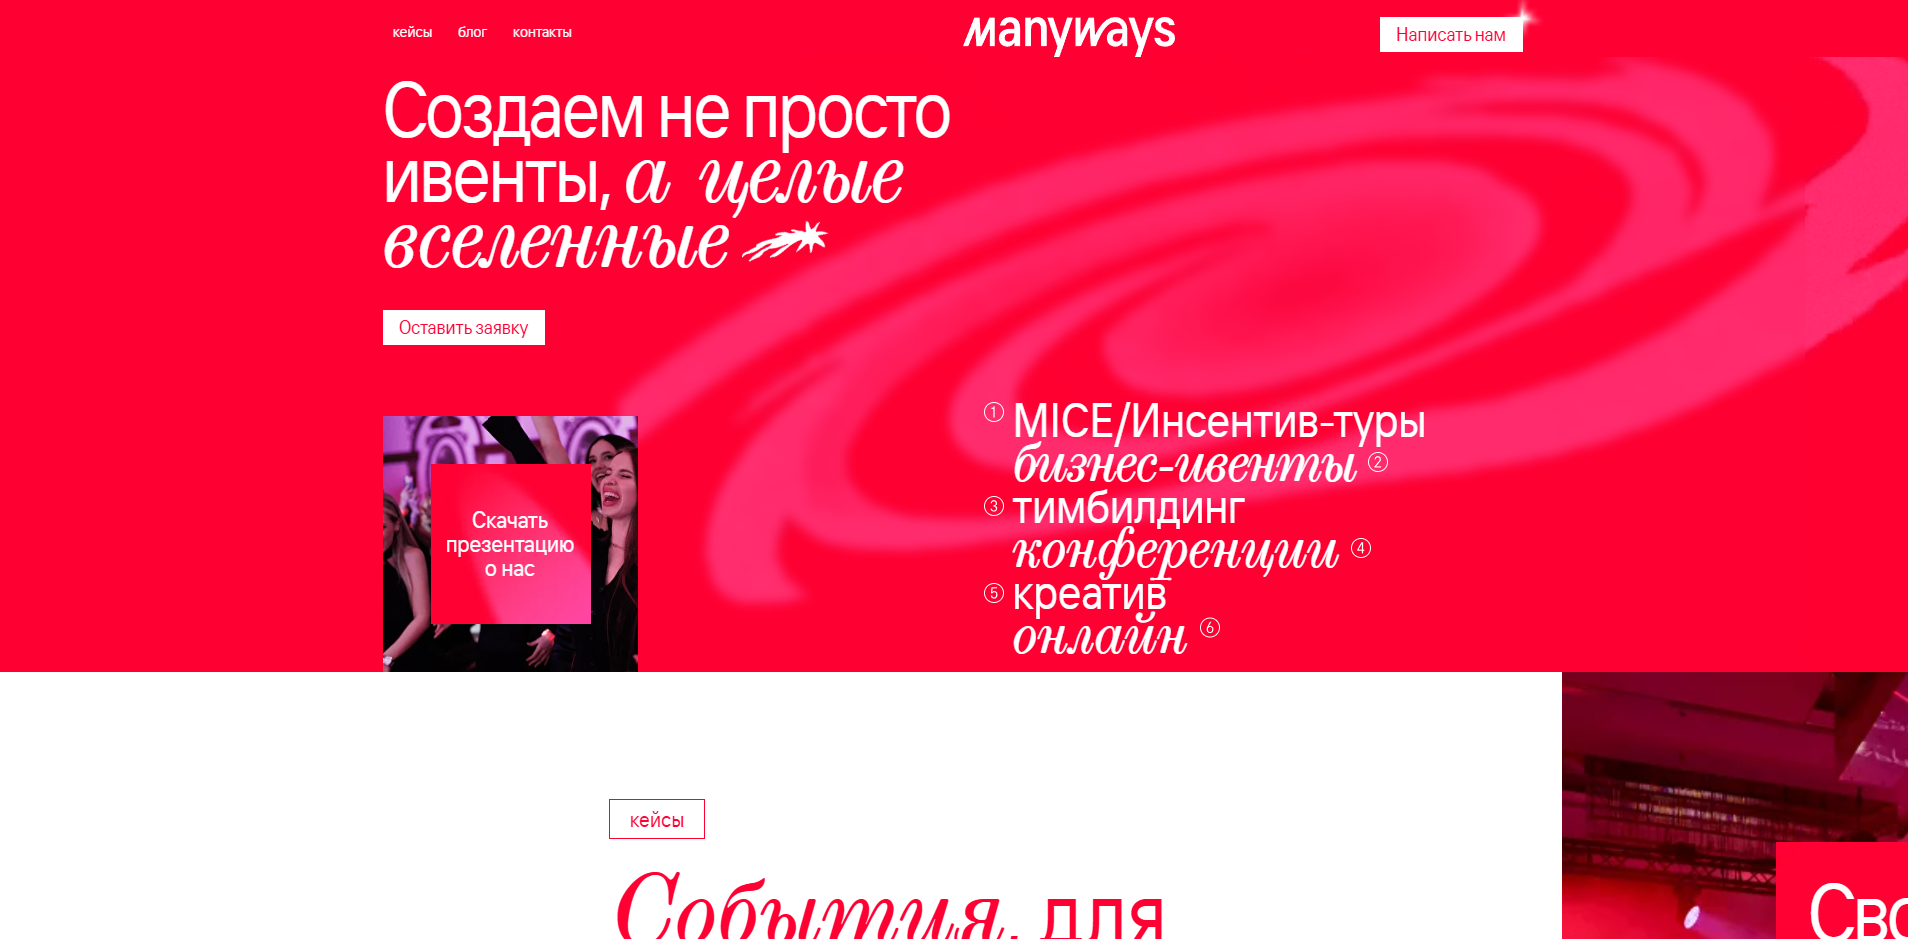 кейсы блог контакты
manyways
Написать нам
Создаем не просто
ивенты, а целые
вселенные
Оставить заявку
Скачать
презентацию
о нас
1 MICE/Инсентив-туры
бизнес-ивенты 2
3 тимбилдинг
конференции 4
5 креатив
онлайн 6
кейсы
События, для
Сво